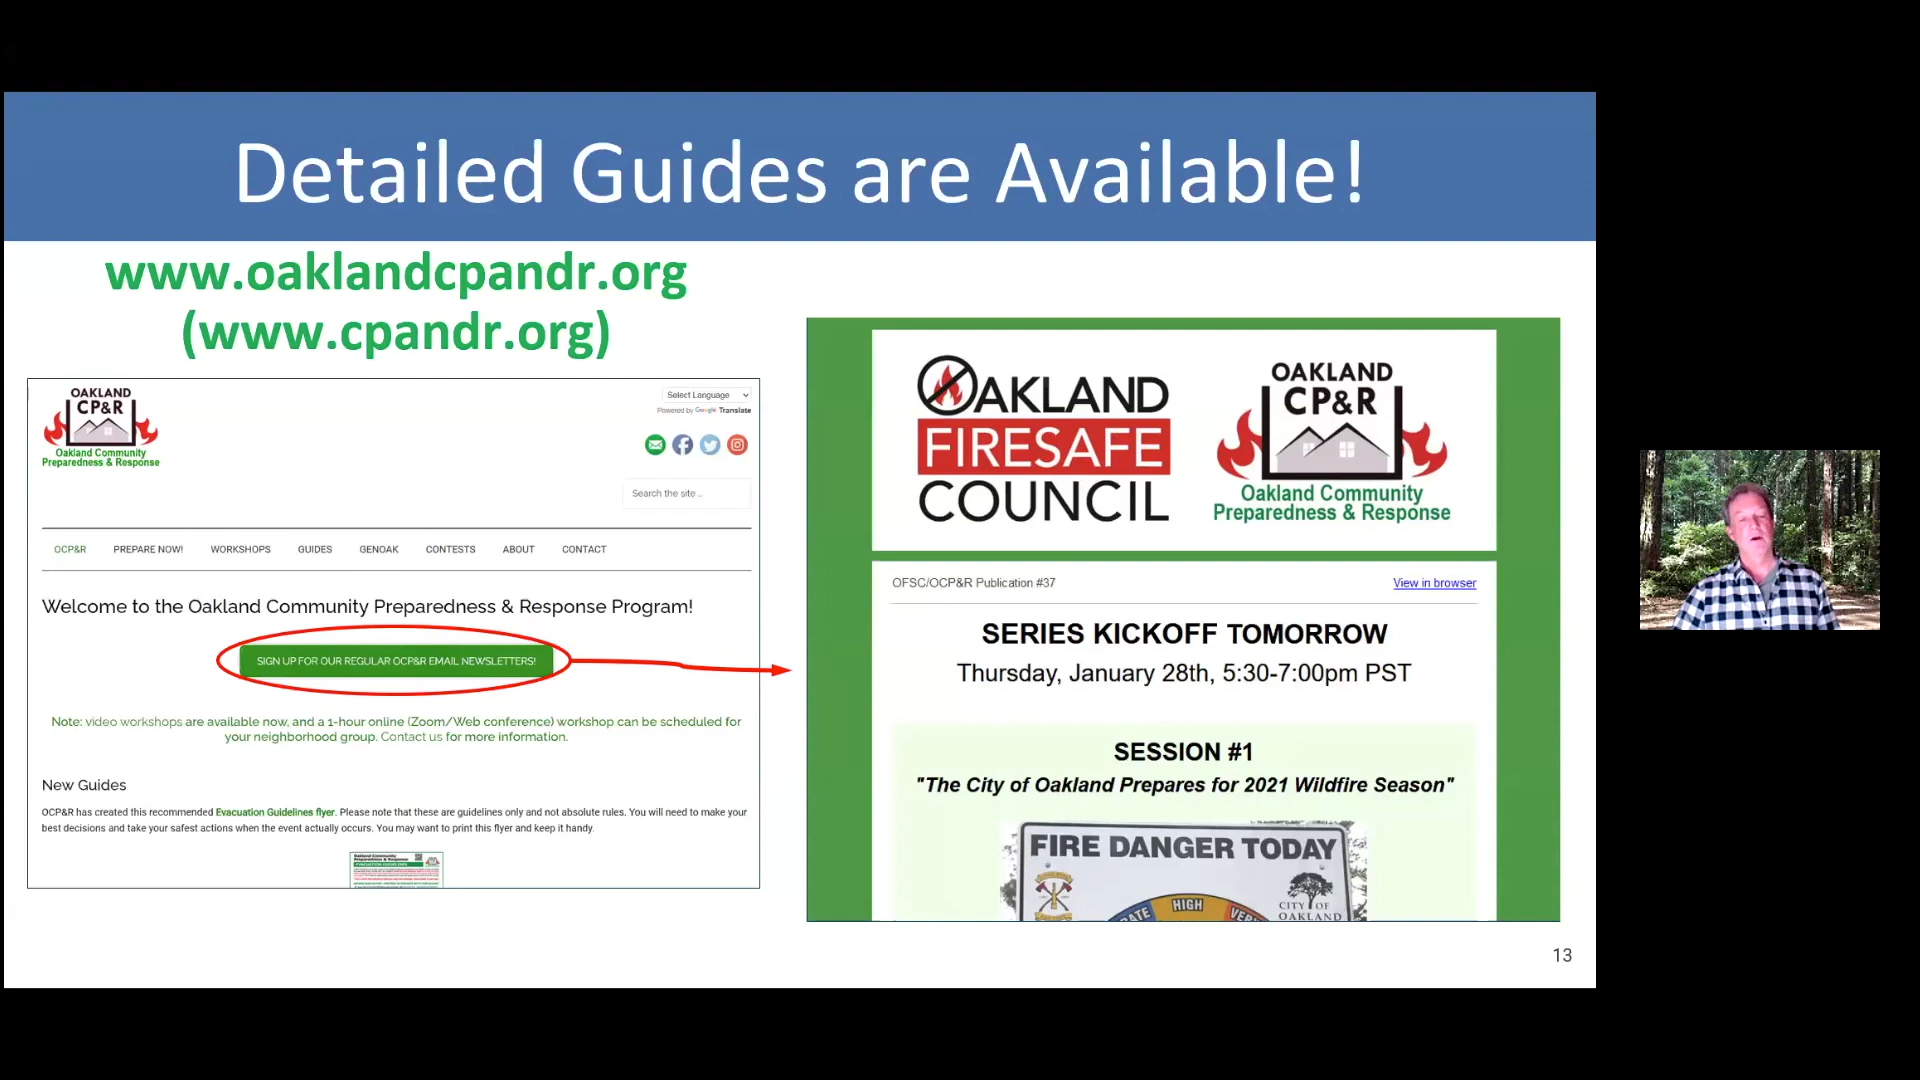 Detailed Guides are Available!
www.oaklandcpandr.org
(www.cpandr.org)
OAKLAND
CP&R
Oakland Community
Preparedness & Response
Select Language
Powered by Google Translate
Search the site ...
OCP&R PREPARE NOW! WORKSHOPS GUIDES GENOAK CONTESTS ABOUT CONTACT
Welcome to the Oakland Community Preparedness & Response Program!
SIGN UP FOR OUR REGULAR OCP&R EMAIL NEWSLETTERS!
Note: video workshops are available now, and a 1-hour online (Zoom/Web conference) workshop can be scheduled for
your neighborhood group. Contact us for more information.
New Guides
OCP&R has created this recommended Evacuation Guidelines flyer. Please note that these are guidelines only and not absolute rules. You will need to make your
best decisions and take your safest actions when the event actually occurs. You may want to print this flyer and keep it handy.
Oakland Community
Preparedness & Response
OAKLAND
FIRESAFE
COUNCIL
OAKLAND
CP&R
Oakland Community
Preparedness & Response
OFSC/OCP&R Publication #37 View in browser
SERIES KICKOFF TOMORROW
Thursday, January 28th, 5:30-7:00pm PST
SESSION #1
"The City of Oakland Prepares for 2021 Wildfire Season"
FIRE DANGER TODAY
HIGH
CITY OF
OAKLAND
13